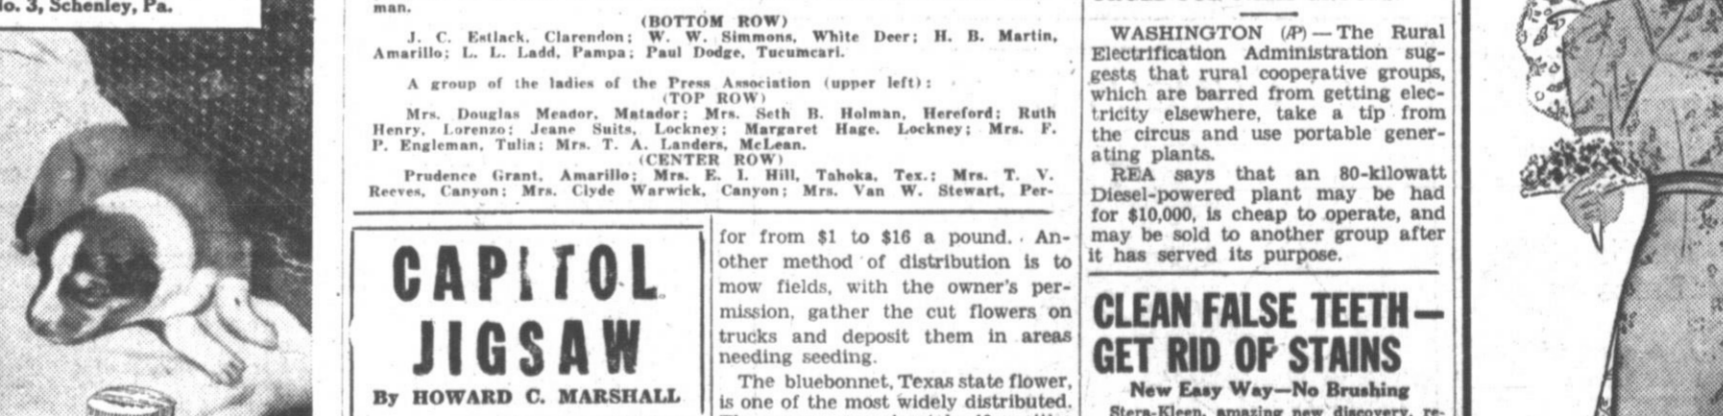 No. 3, Schenley, Pa.
man.
(BOTTOM ROW)
J. C. Estlack, Clarendon; W. W. Simmons, White Deer; H. B. Martin,
Amarillo; L. L. Ladd, Pampa; Paul Dodge, Tucumcari.
A group of the ladies of the Press Association (upper left):
(TOP ROW)
Mrs. Douglas Meador, Matador; Mrs. Seth B. Holman, Hereford; Ruth
Henry, Lorenzo; Jeane Suits, Lockney; Margaret Hage, Lockney; Mrs. F.
P. Engleman, Tulia; Mrs. T. A. Landers, McLean.
(CENTER ROW)
Prudence Grant, Amarillo; Mrs. E. I. Hill, Tahoka, Tex.; Mrs. T. V.
Reeves, Canyon; Mrs. Clyde Warwick, Canyon; Mrs. Van W. Stewart, Per-
CAPITOL
JIGSAW
By HOWARD C. MARSHALL
for from $1 to $16 a pound. An-
other method of distribution is to
mow fields, with the owner's per-
mission, gather the cut flowers on
trucks and deposit them in areas
needing seeding.
The bluebonnet, Texas state flower,
is one of the most widely distributed.
WASHINGTON (AP) — The Rural
Electrification Administration sug-
gests that rural cooperative groups,
which are barred from getting elec-
tricity elsewhere, take a tip from
the circus and use portable gener-
ating plants.
REA says that an 80-kilowatt
Diesel-powered plant may be had
for $10,000, is cheap to operate, and
may be sold to another group after
it has served its purpose.
CLEAN FALSE TEETH—
GET RID OF STAINS
New Easy Way—No Brushing
Stera-Kleen, amazing new discovery, re-